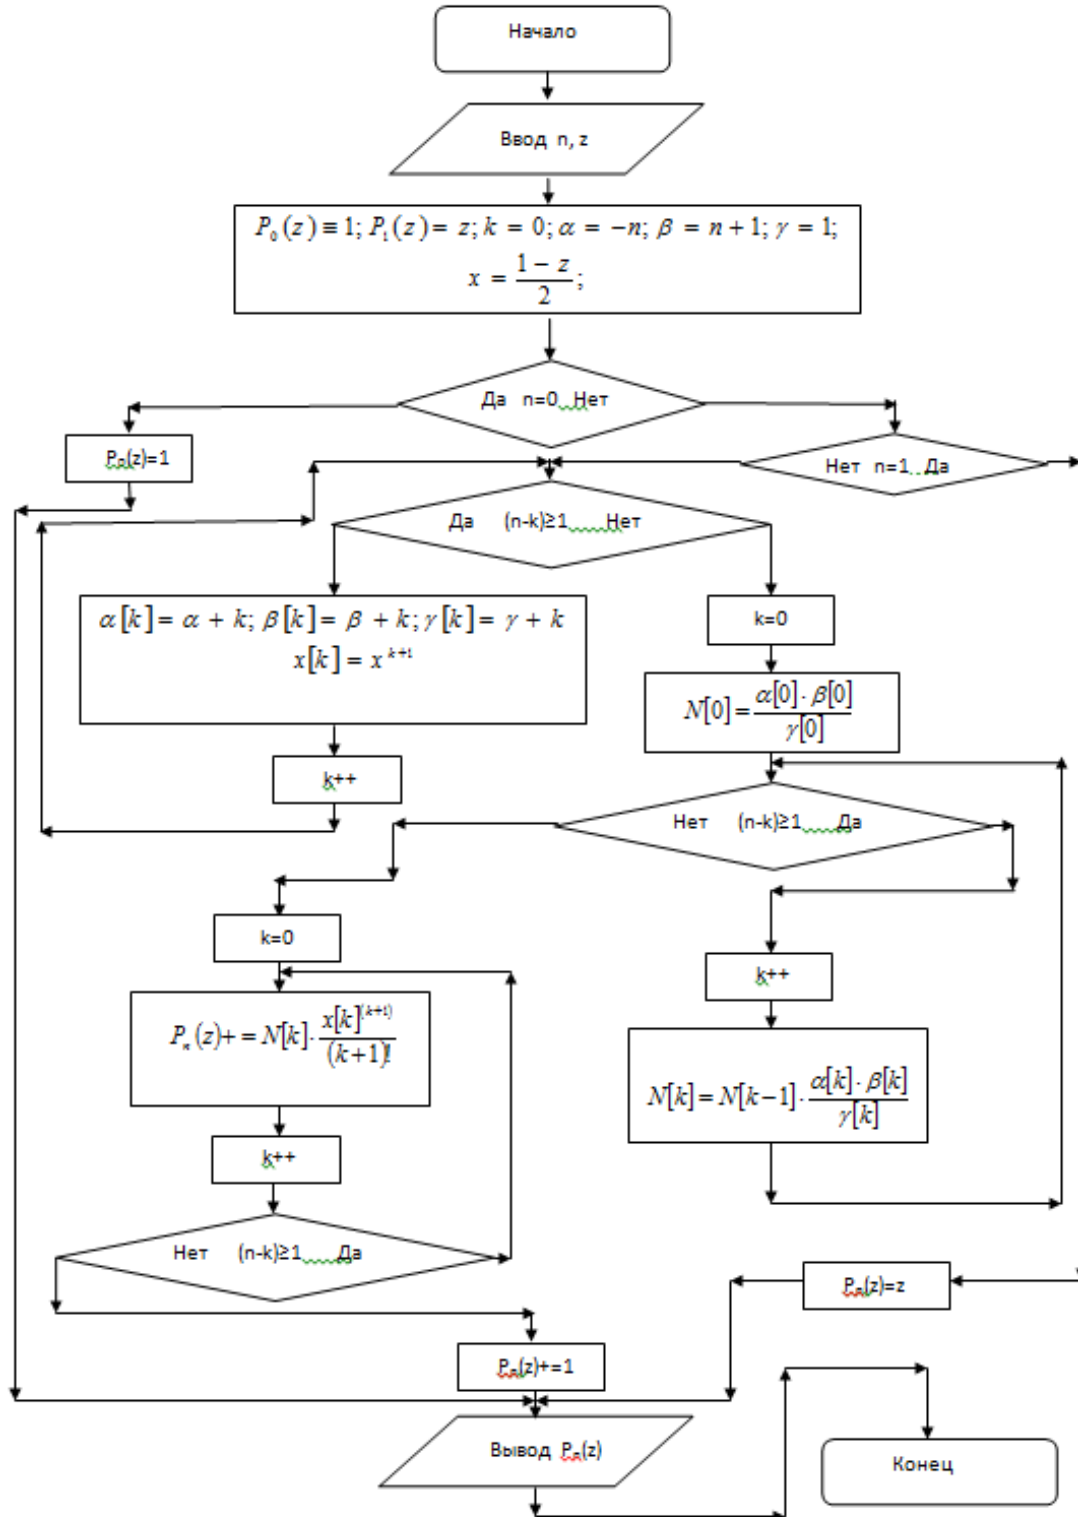 Начало
Ввод n, z
P₀(z) ≡ 1; P₁(z) = z; k = 0; α = −n; β = n + 1; γ = 1;
x = (1 − z)/2;
Да n=0 Нет
Pₙ(z)=1
Нет n=1 Да
Да (n-k)≥1 Нет
α[k] = α + k; β[k] = β + k; γ[k] = γ + k
x[k] = x^(k+1)
k=0
N[0] = (α[0]·β[0])/γ[0]
k++
Нет (n-k)≥1 Да
k=0
k++
Pₙ(z)+ = N[k]·x[k]^(k+1)/(k+1)!
N[k] = N[k−1]·(α[k]·β[k])/γ[k]
k++
Нет (n-k)≥1 Да
Pₙ(z)=z
Pₙ(z)+=1
Вывод Pₙ(z)
Конец